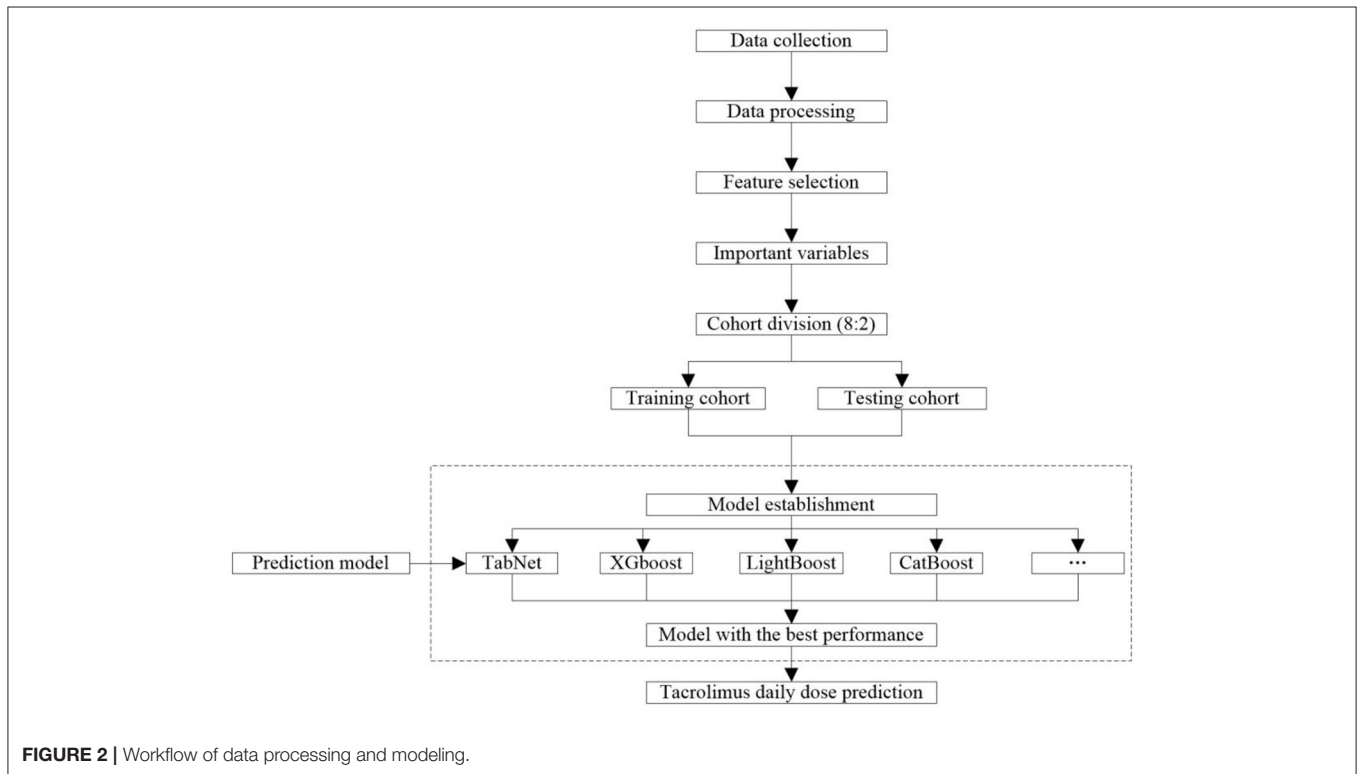 Data collection
Data processing
Feature selection
Important variables
Cohort division (8:2)
Training cohort
Testing cohort
Model establishment
Prediction model
TabNet
XGboost
LightBoost
CatBoost
...
Model with the best performance
Tacrolimus daily dose prediction
FIGURE 2 | Workflow of data processing and modeling.